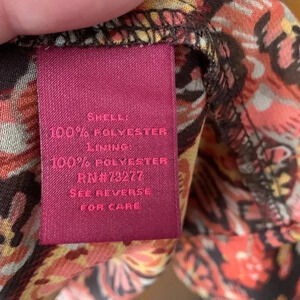 SHELL:
100% POLYESTER
LINING:
100% POLYESTER
RN#73277
SEE REVERSE
FOR CARE